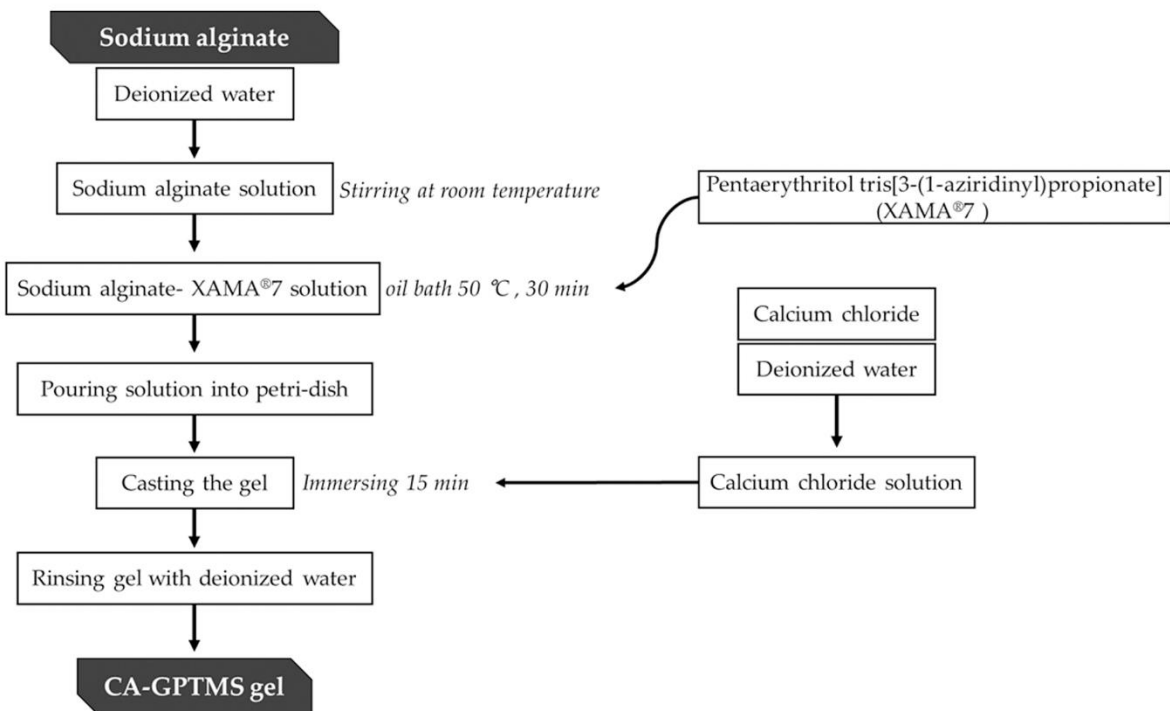 Sodium alginate
Deionized water
Sodium alginate solution
Stirring at room temperature
Pentaerythritol tris[3-(1-aziridinyl)propionate]
(XAMA®7 )
Sodium alginate- XAMA®7 solution
oil bath 50 ℃ , 30 min
Calcium chloride
Deionized water
Pouring solution into petri-dish
Casting the gel
Immersing 15 min
Calcium chloride solution
Rinsing gel with deionized water
CA-GPTMS gel